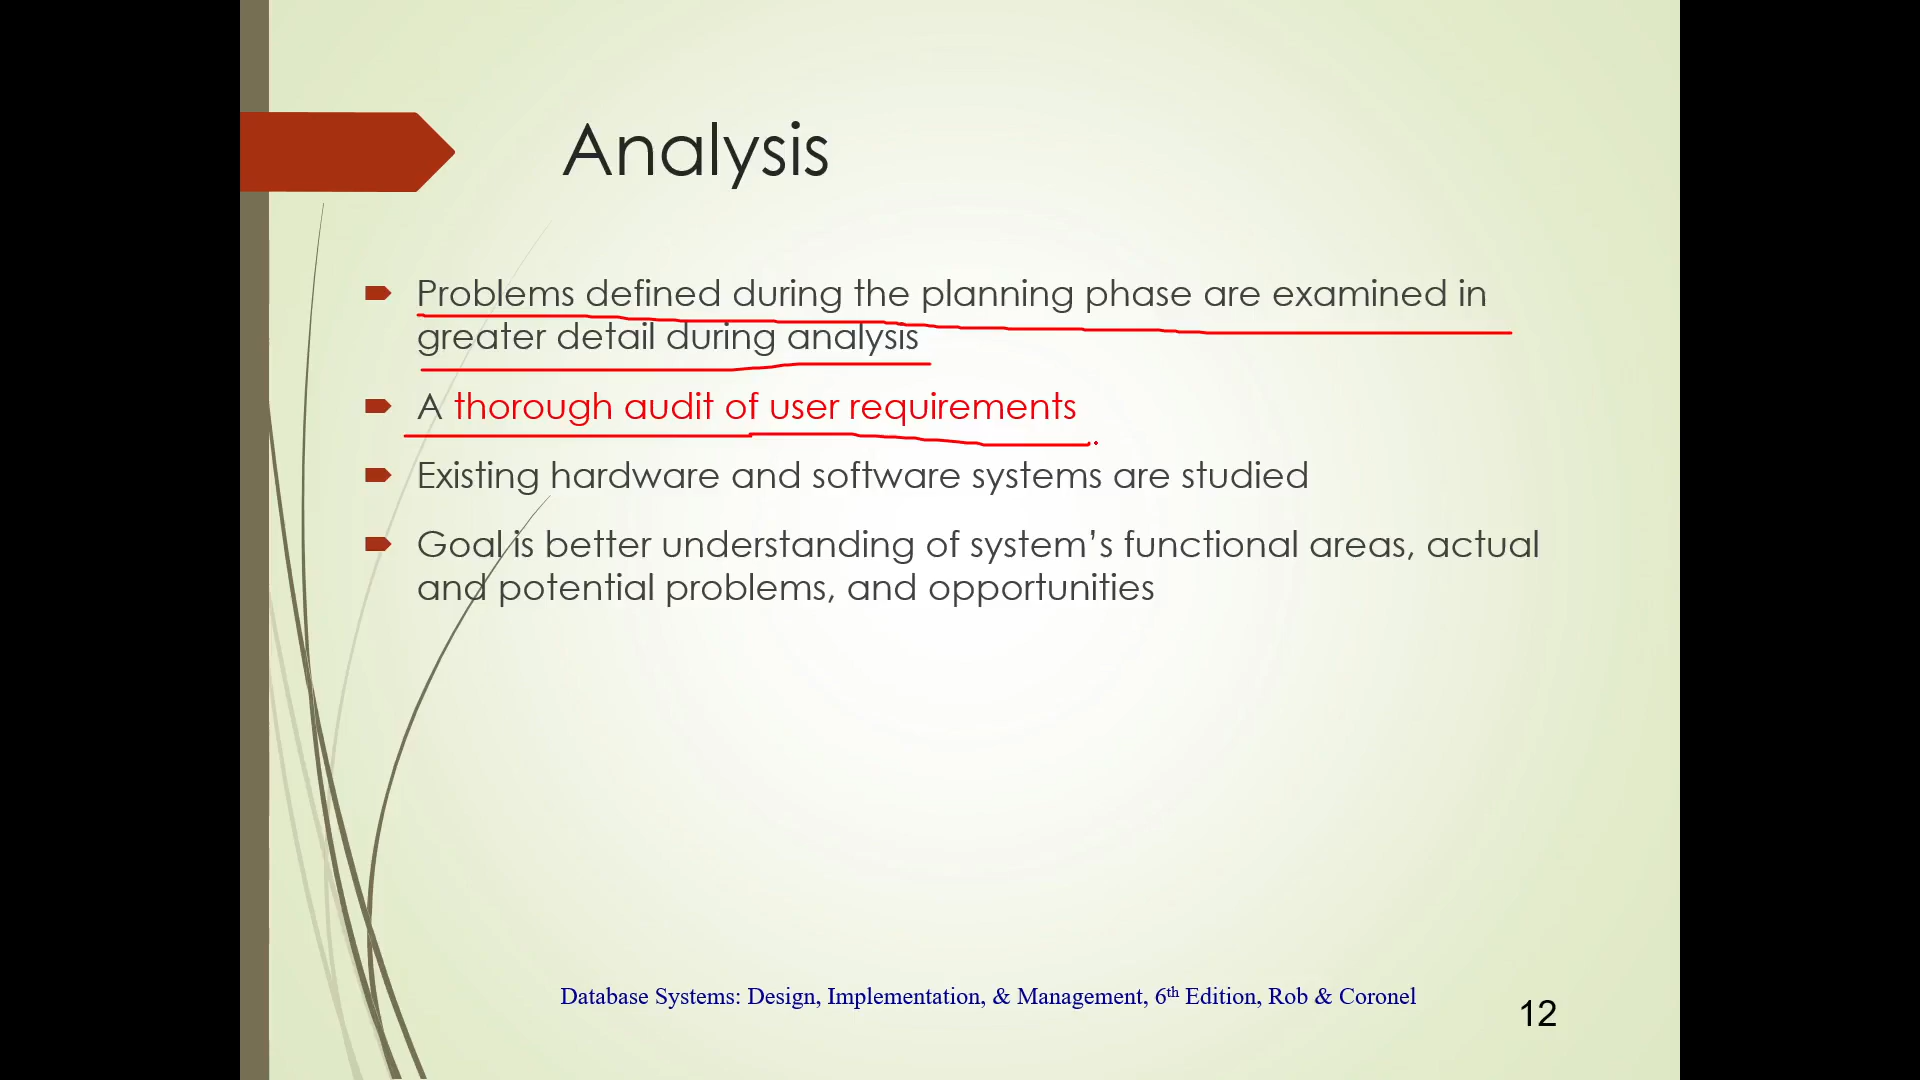 Analysis
Problems defined during the planning phase are examined in
greater detail during analysis
A thorough audit of user requirements
Existing hardware and software systems are studied
Goal is better understanding of system’s functional areas, actual
and potential problems, and opportunities
Database Systems: Design, Implementation, & Management, 6th Edition, Rob & Coronel
12